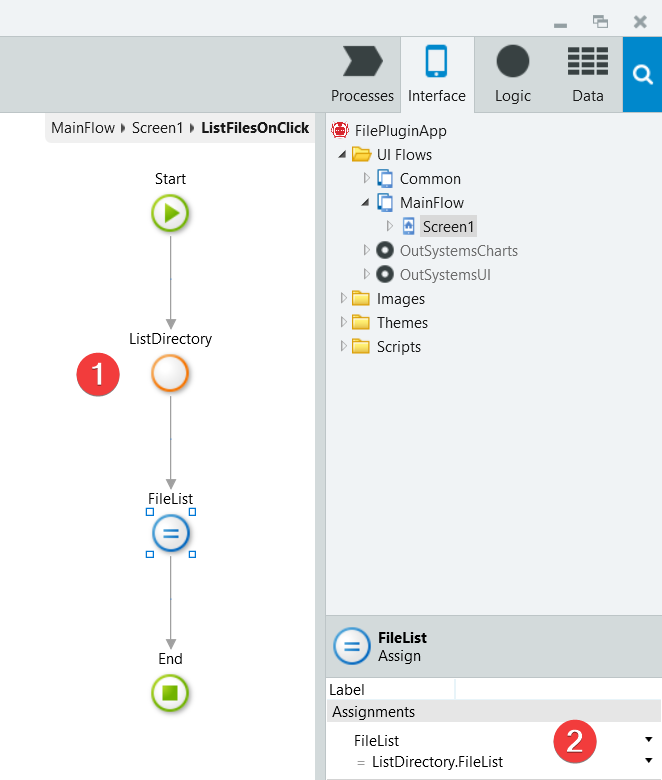 Processes
Interface
Logic
Data
MainFlow Screen1 ListFilesOnClick
FilePluginApp
UI Flows
Common
MainFlow
Screen1
OutSystemsCharts
OutSystemsUI
Images
Themes
Scripts
Start
ListDirectory
1
FileList
End
FileList
Assign
Label
Assignments
FileList
2
= ListDirectory.FileList